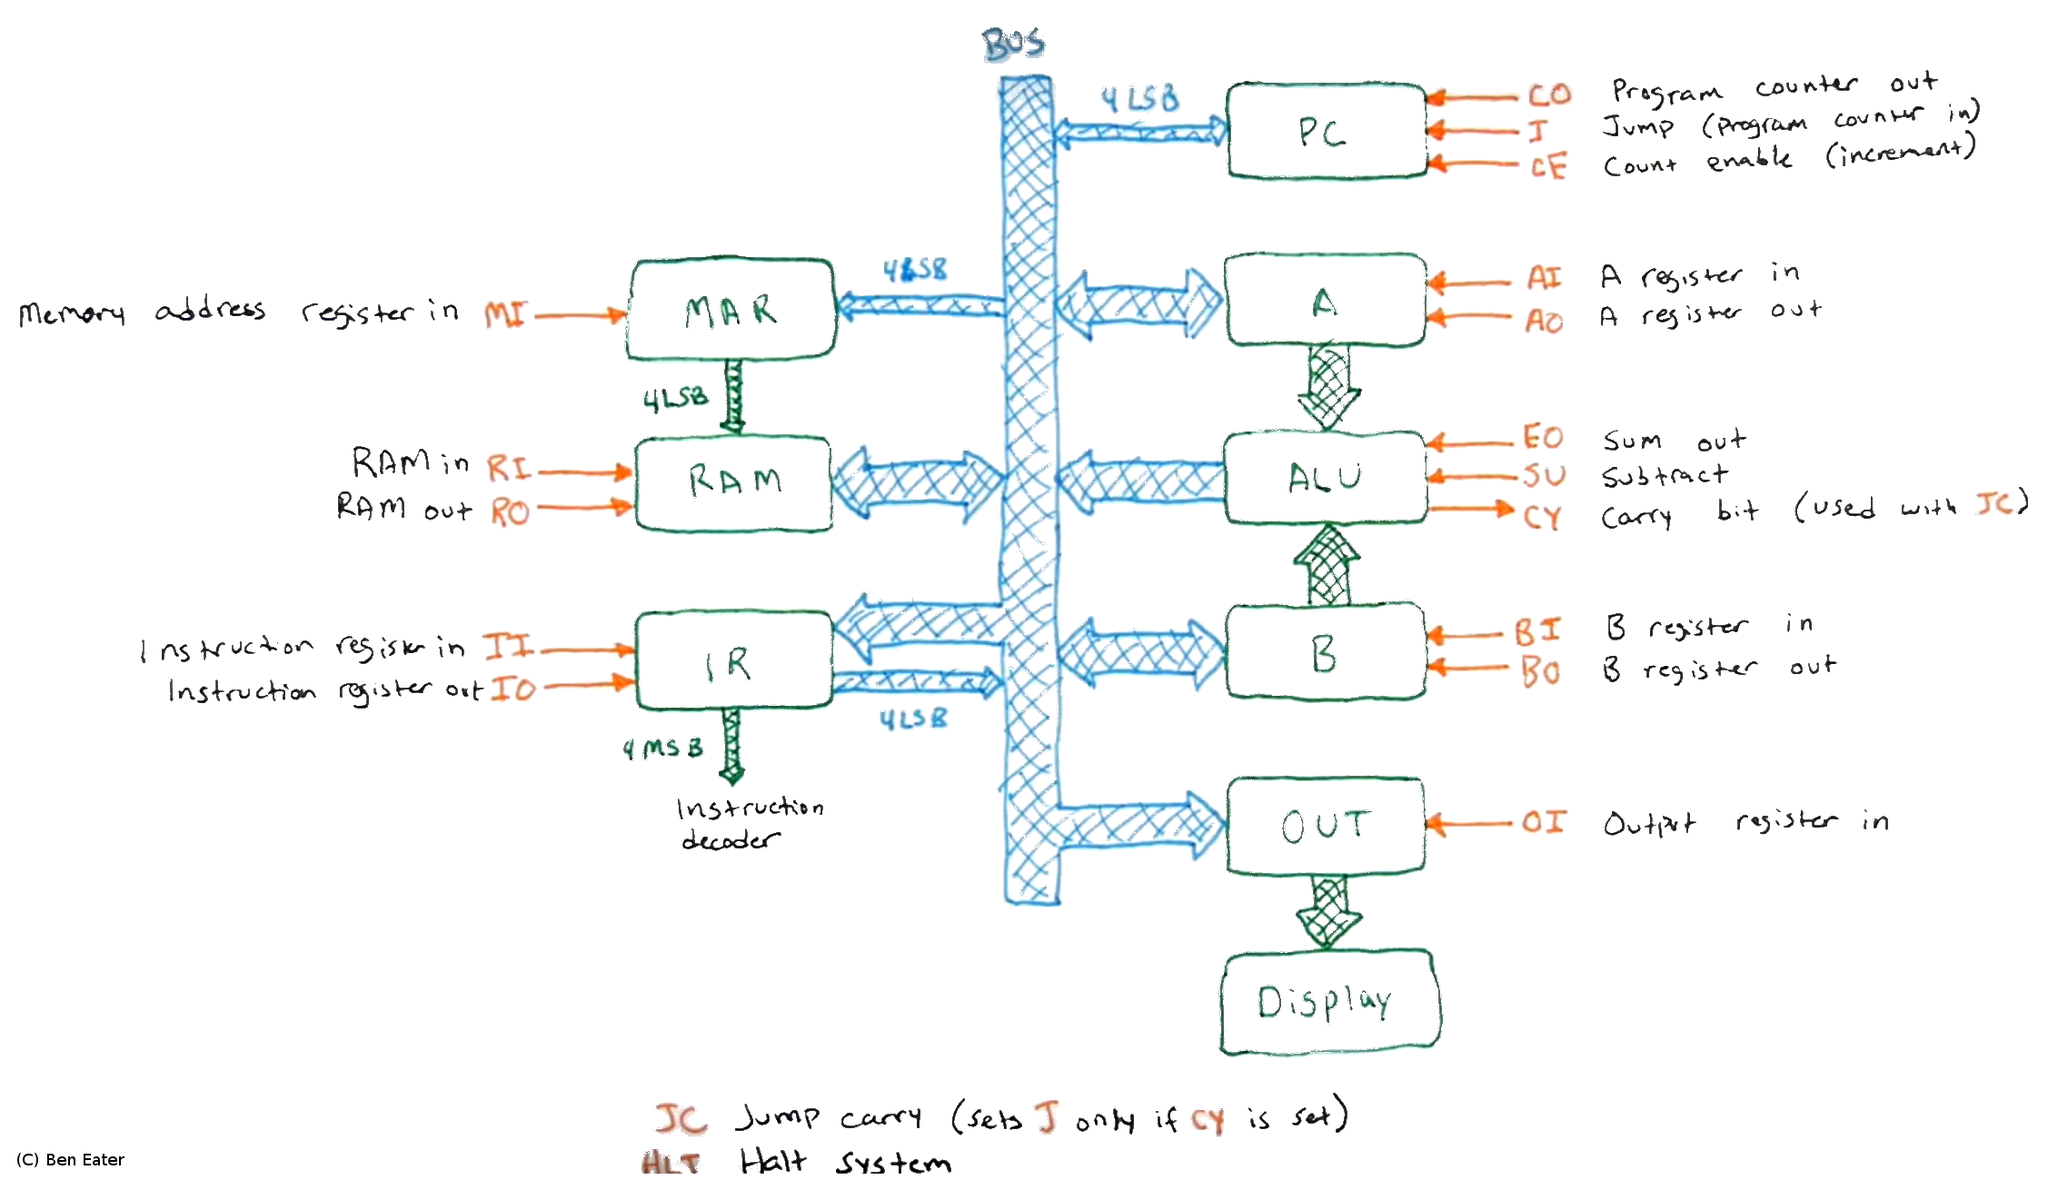 BUS
4 LSB
PC
CO Program counter out
J Jump (program counter in)
CE Count enable (increment)
Memory address register in MI
MAR
4LSB
A
AI A register in
AO A register out
4LSB
RAM in RI
RAM out RO
RAM
ALU
EO Sum out
SU Subtract
CY Carry bit (used with JC)
Instruction register in II
Instruction register out IO
IR
4LSB
4 MSB
Instruction
decoder
B
BI B register in
BO B register out
OUT
OI Output register in
Display
JC Jump carry (sets J only if CY is set)
HLT Halt system
(C) Ben Eater